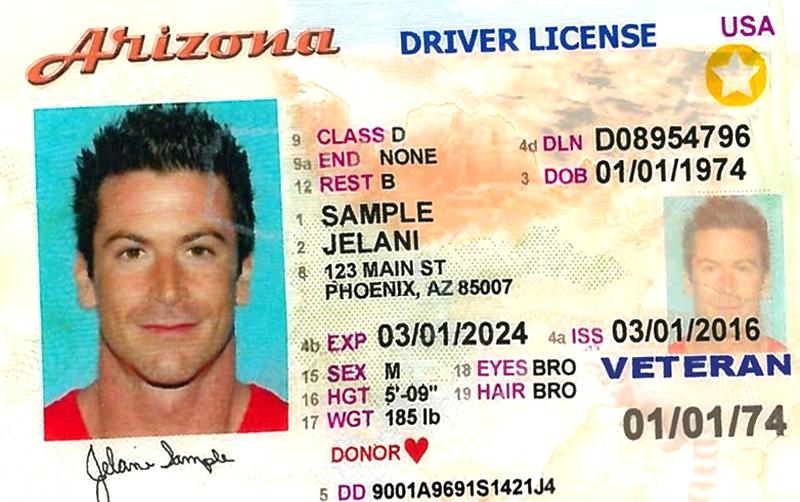 Arizona DRIVER LICENSE USA
9 CLASS D 4d DLN D08954796
9a END NONE
12 REST B 3 DOB 01/01/1974
1 SAMPLE
2 JELANI
8 123 MAIN ST
PHOENIX, AZ 85007
4b EXP 03/01/2024 4a ISS 03/01/2016
15 SEX M 18 EYES BRO VETERAN
16 HGT 5'-09" 19 HAIR BRO
17 WGT 185 lb 01/01/74
DONOR
Jelani Sample
5 DD 9001A9691S1421J4